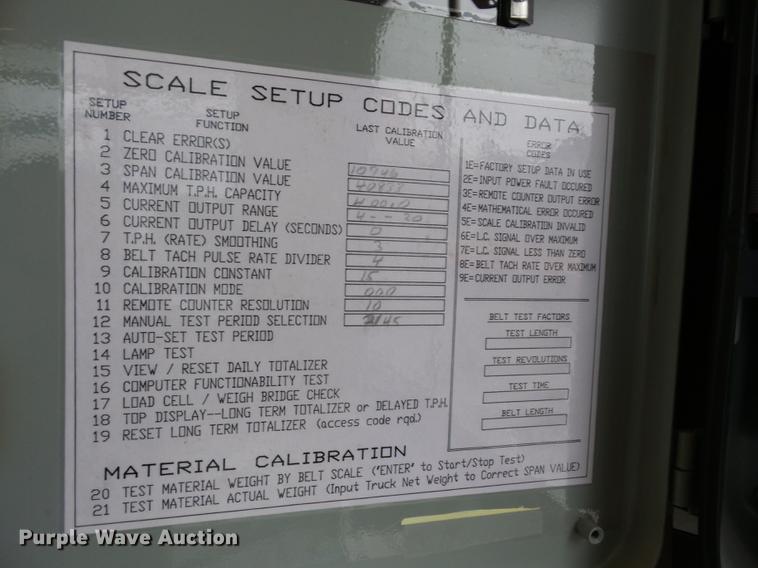 SCALE SETUP CODES AND DATA
SETUP NUMBER
SETUP FUNCTION
LAST CALIBRATION VALUE
1 CLEAR ERROR(S)
2 ZERO CALIBRATION VALUE 10746
3 SPAN CALIBRATION VALUE
4 MAXIMUM T.P.H. CAPACITY
5 CURRENT OUTPUT RANGE 4--20
6 CURRENT OUTPUT DELAY (SECONDS) 0
7 T.P.H. (RATE) SMOOTHING 3
8 BELT TACH PULSE RATE DIVIDER 4
9 CALIBRATION CONSTANT 15
10 CALIBRATION MODE 000
11 REMOTE COUNTER RESOLUTION 10
12 MANUAL TEST PERIOD SELECTION
13 AUTO-SET TEST PERIOD
14 LAMP TEST
15 VIEW / RESET DAILY TOTALIZER
16 COMPUTER FUNCTIONABILITY TEST
17 LOAD CELL / WEIGH BRIDGE CHECK
18 TOP DISPLAY--LONG TERM TOTALIZER or DELAYED T.P.H.
19 RESET LONG TERM TOTALIZER (access code rqd.)
ERROR CODES
1E=FACTORY SETUP DATA IN USE
2E=INPUT POWER FAULT OCCURED
3E=REMOTE COUNTER OUTPUT ERROR
4E=MATHEMATICAL ERROR OCCURED
5E=SCALE CALIBRATION INVALID
6E=L.C. SIGNAL OVER MAXIMUM
7E=L.C. SIGNAL LESS THAN ZERO
8E=BELT TACH RATE OVER MAXIMUM
9E=CURRENT OUTPUT ERROR
BELT TEST FACTORS
TEST LENGTH
TEST REVOLUTIONS
TEST TIME
BELT LENGTH
MATERIAL CALIBRATION
20 TEST MATERIAL WEIGHT BY BELT SCALE ('ENTER' to Start/Stop Test)
21 TEST MATERIAL ACTUAL WEIGHT (Input Truck Net Weight to Correct SPAN VALUE)
Purple Wave Auction